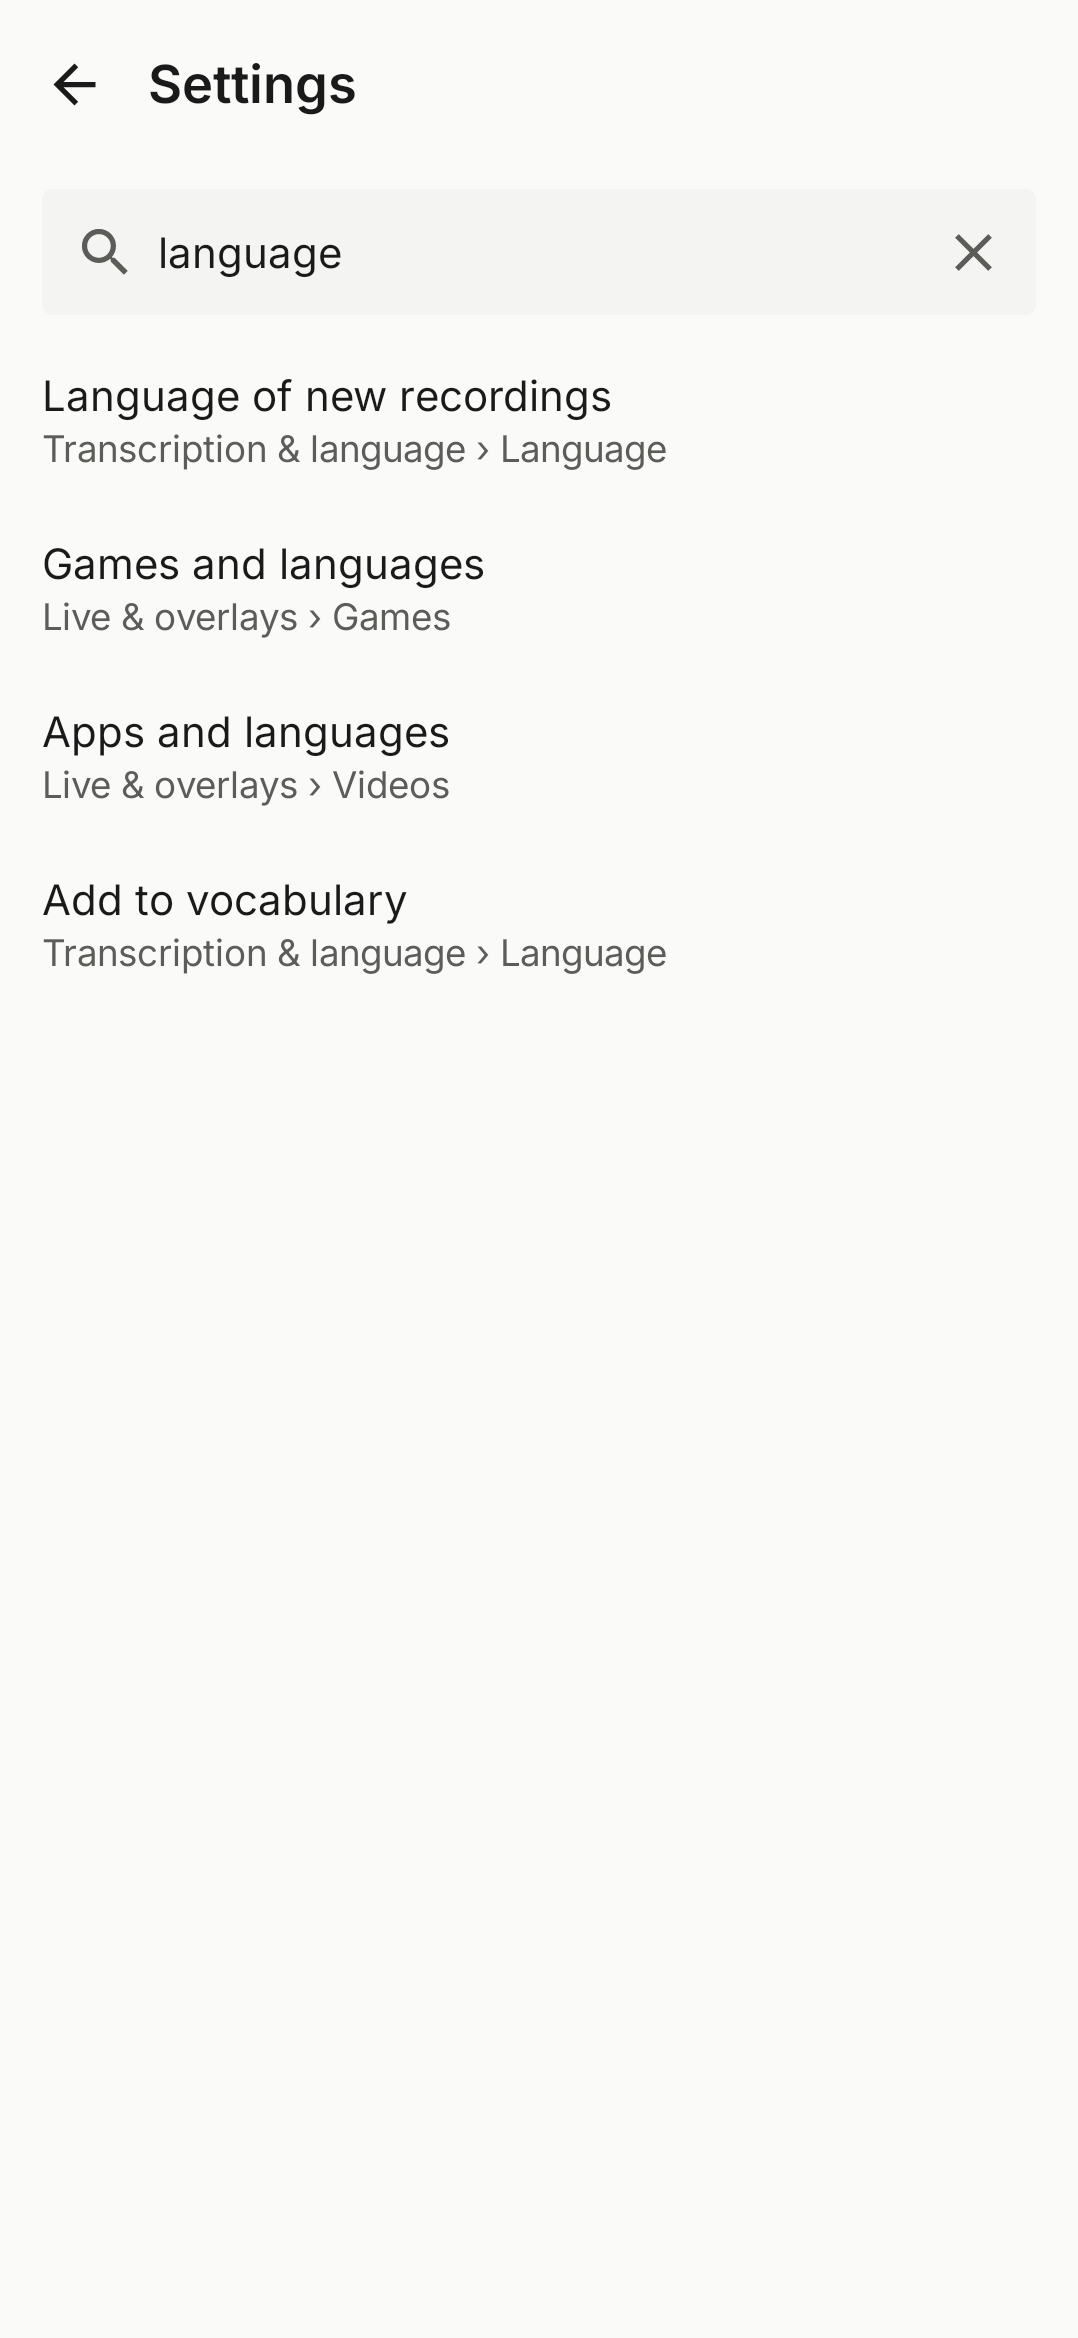 Settings
language
Language of new recordings
Transcription & language › Language
Games and languages
Live & overlays › Games
Apps and languages
Live & overlays › Videos
Add to vocabulary
Transcription & language › Language